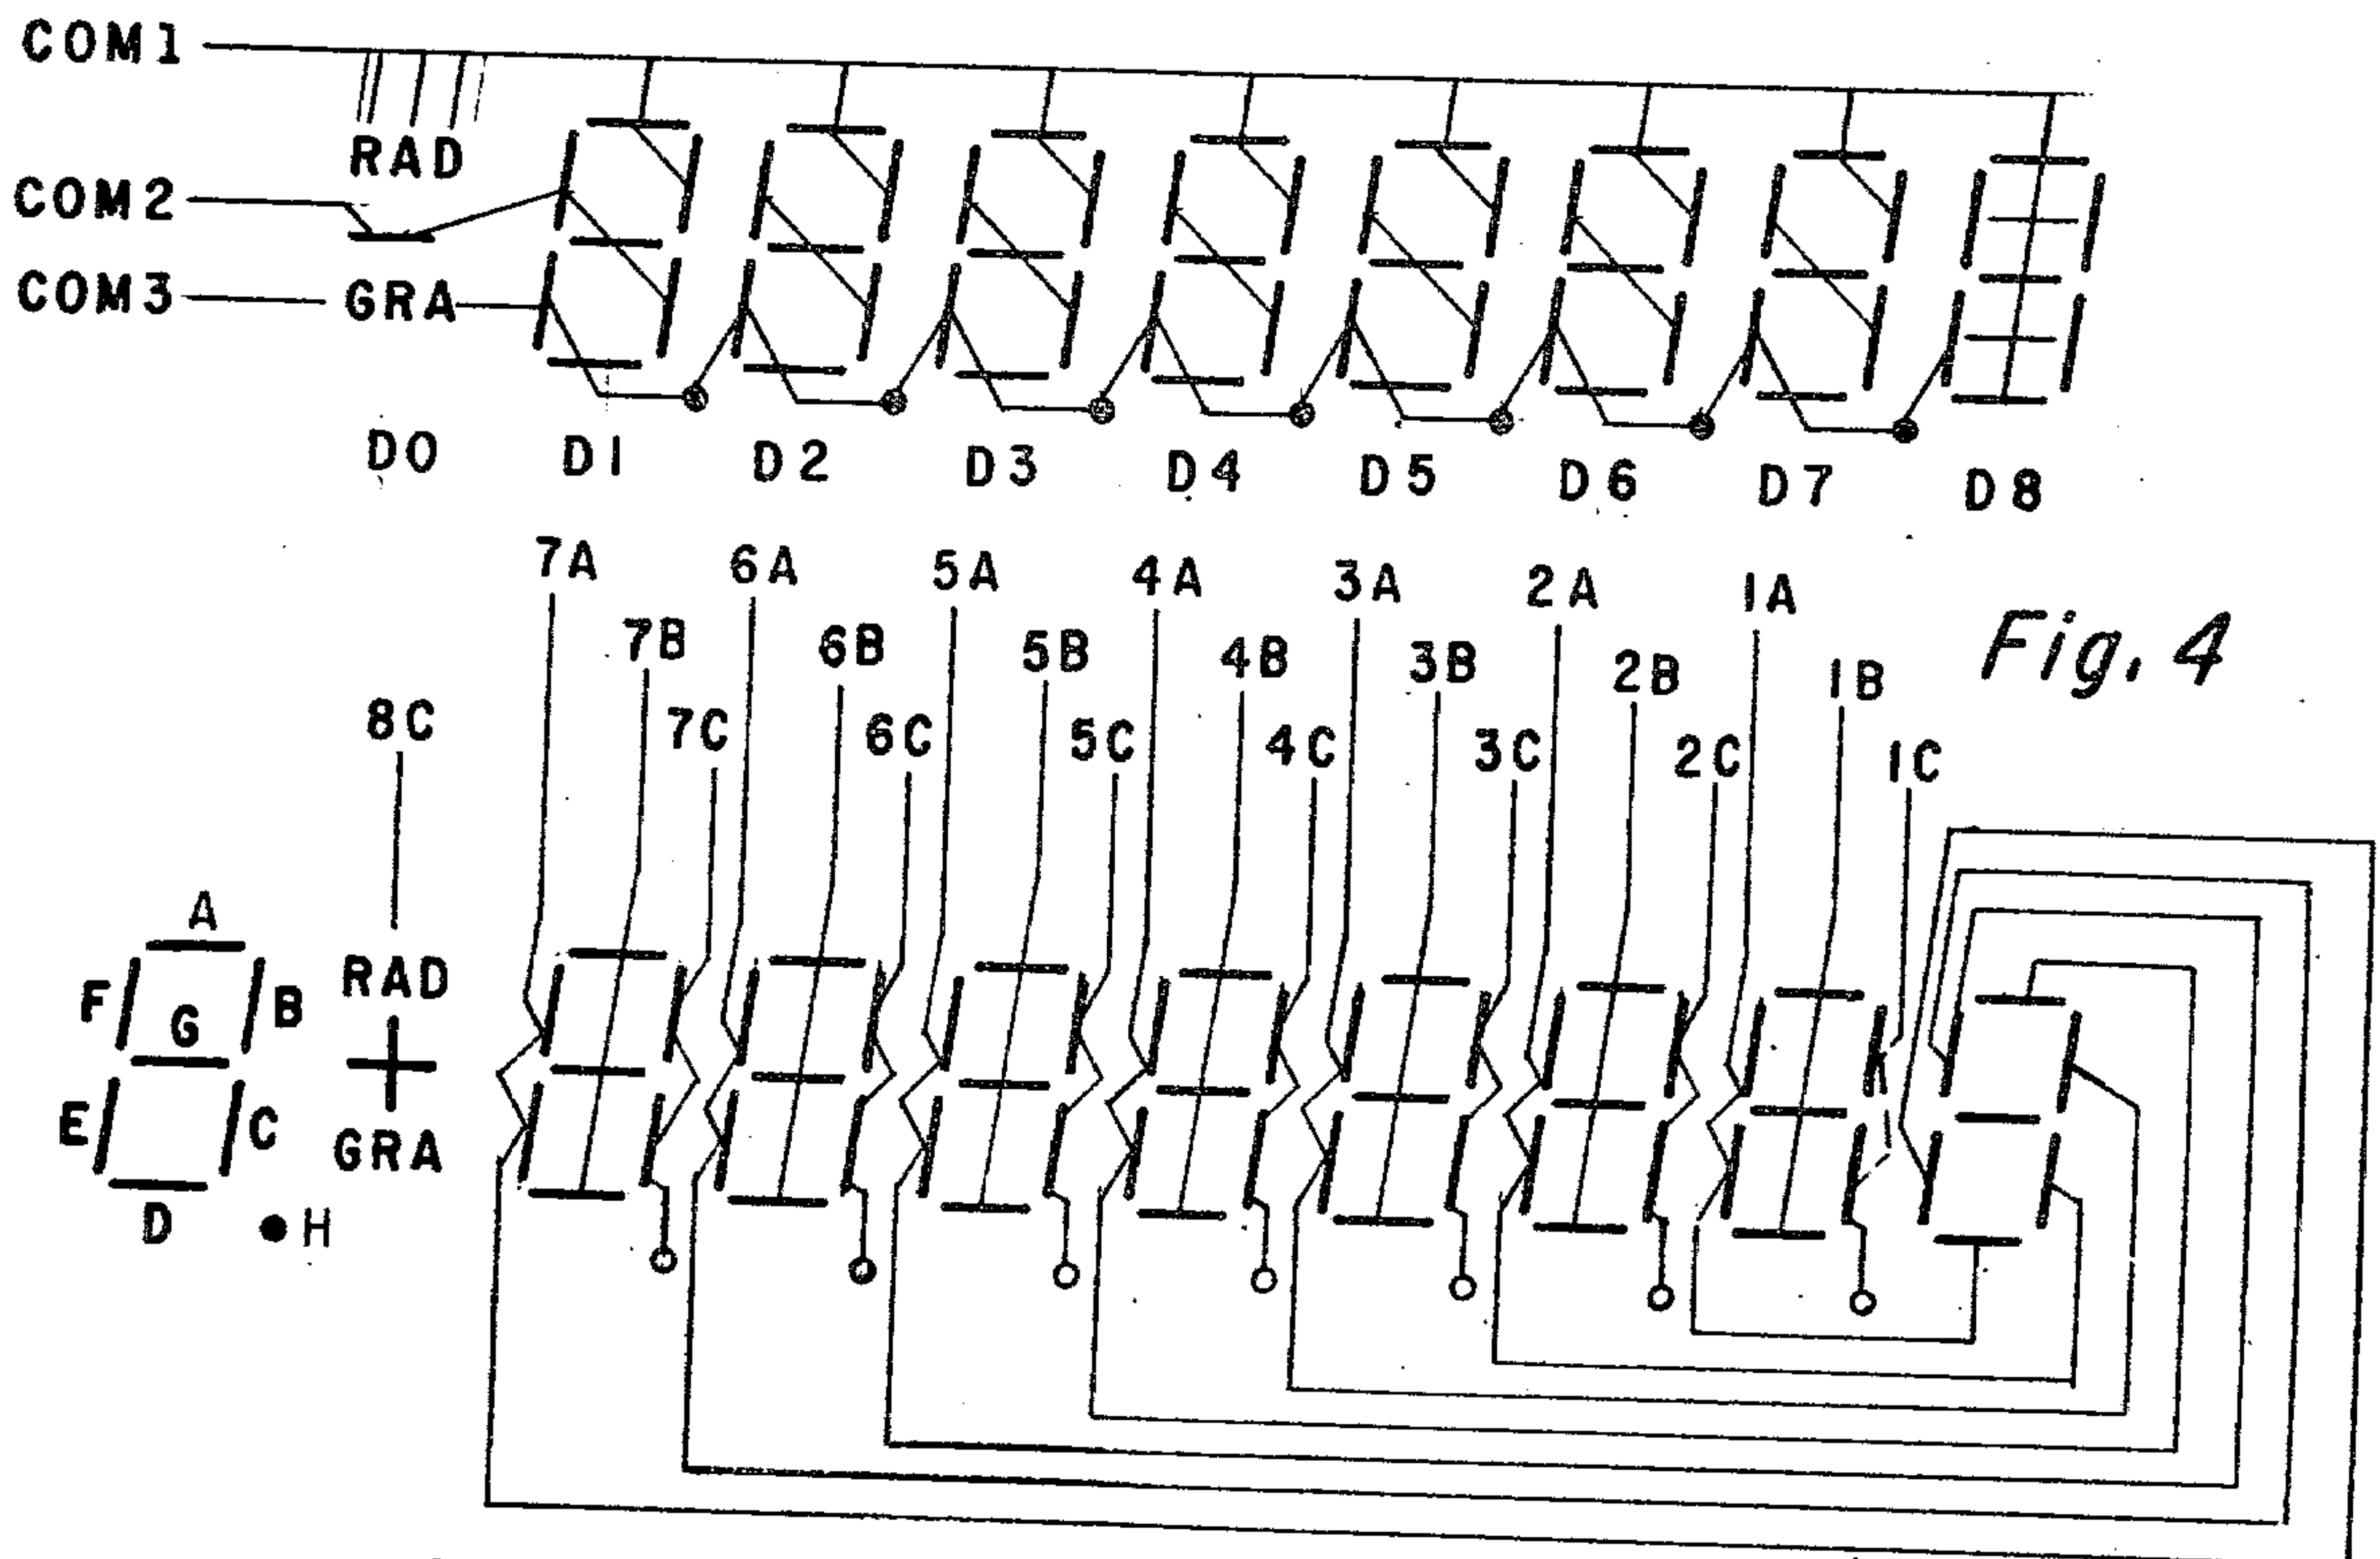 COM1
RAD
COM2
COM3 GRA
D0 D1 D2 D3 D4 D5 D6 D7 D8
7A 6A 5A 4A 3A 2A 1A
7B 6B 5B 4B 3B 2B 1B
Fig. 4
8C 7C 6C 5C 4C 3C 2C 1C
A
RAD
F G B
E C GRA
D H